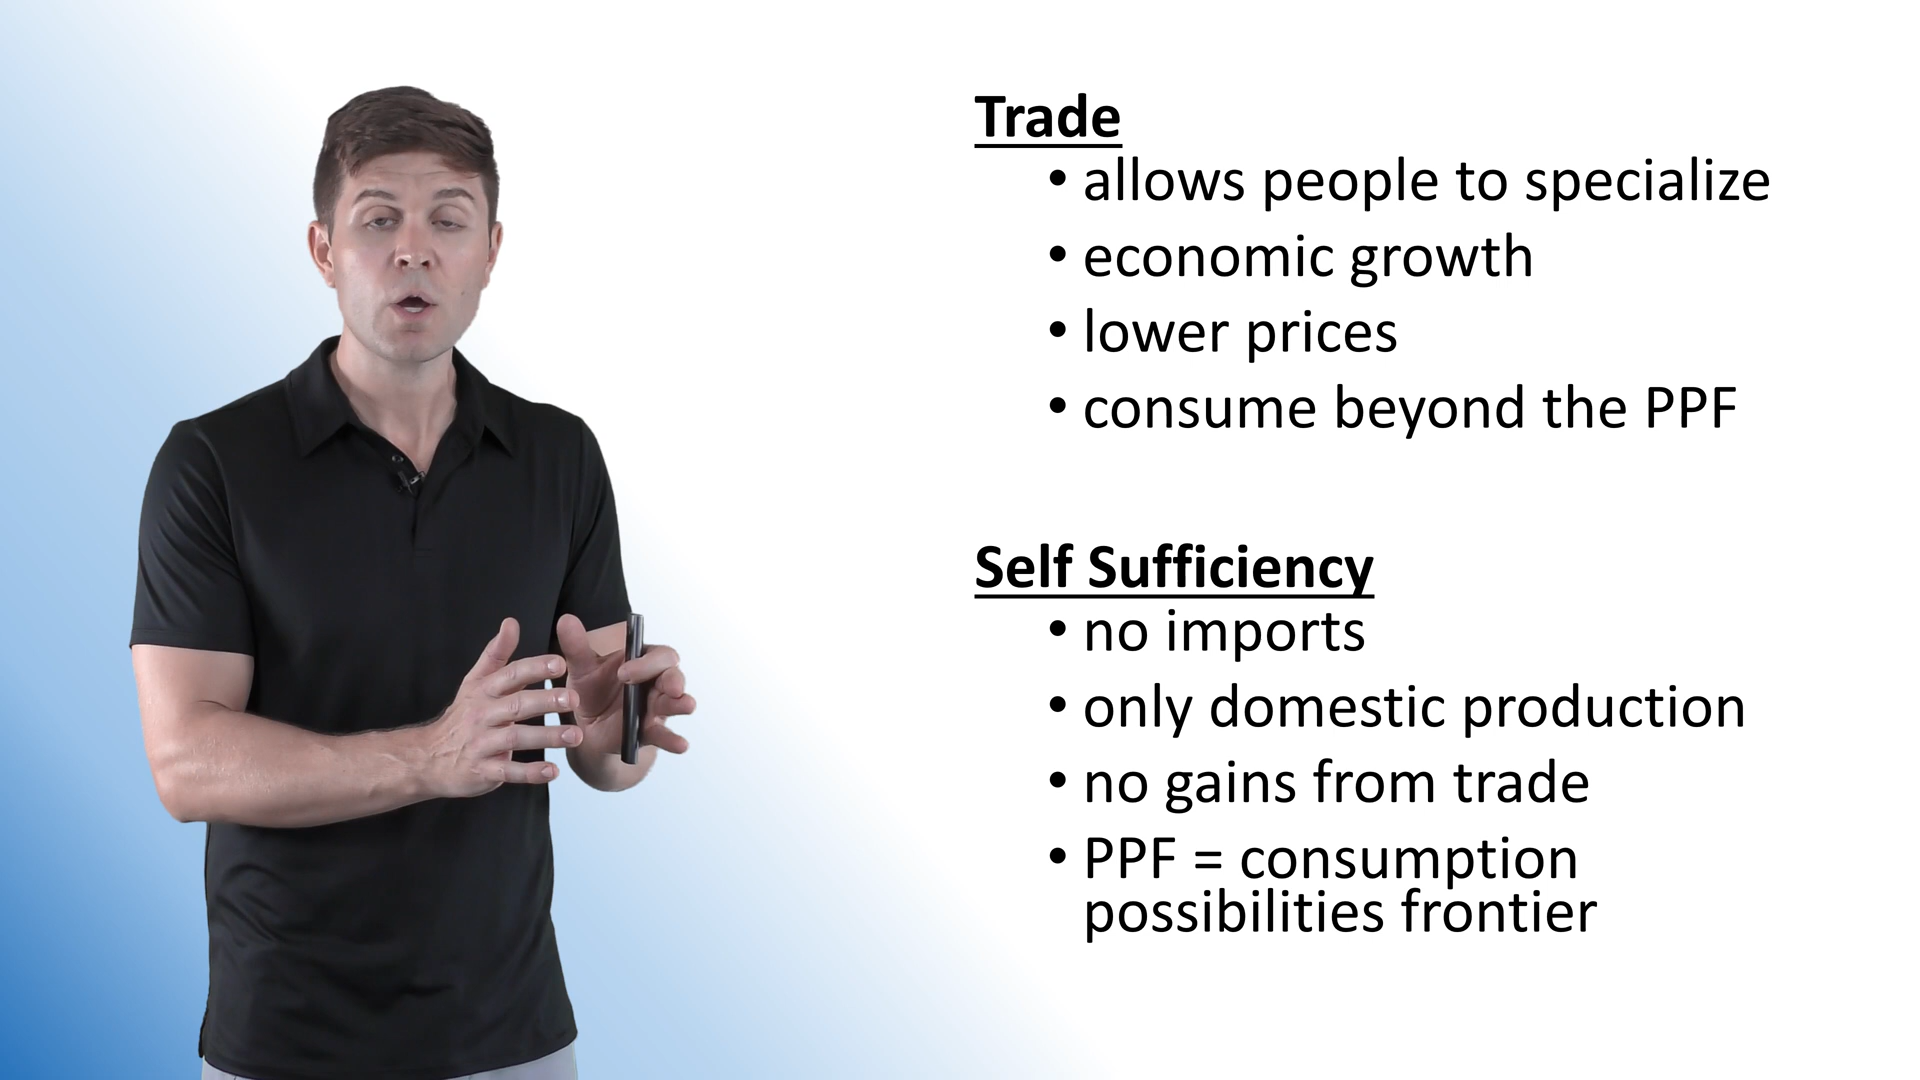 Trade
• allows people to specialize
• economic growth
• lower prices
• consume beyond the PPF
Self Sufficiency
• no imports
• only domestic production
• no gains from trade
• PPF = consumption
possibilities frontier